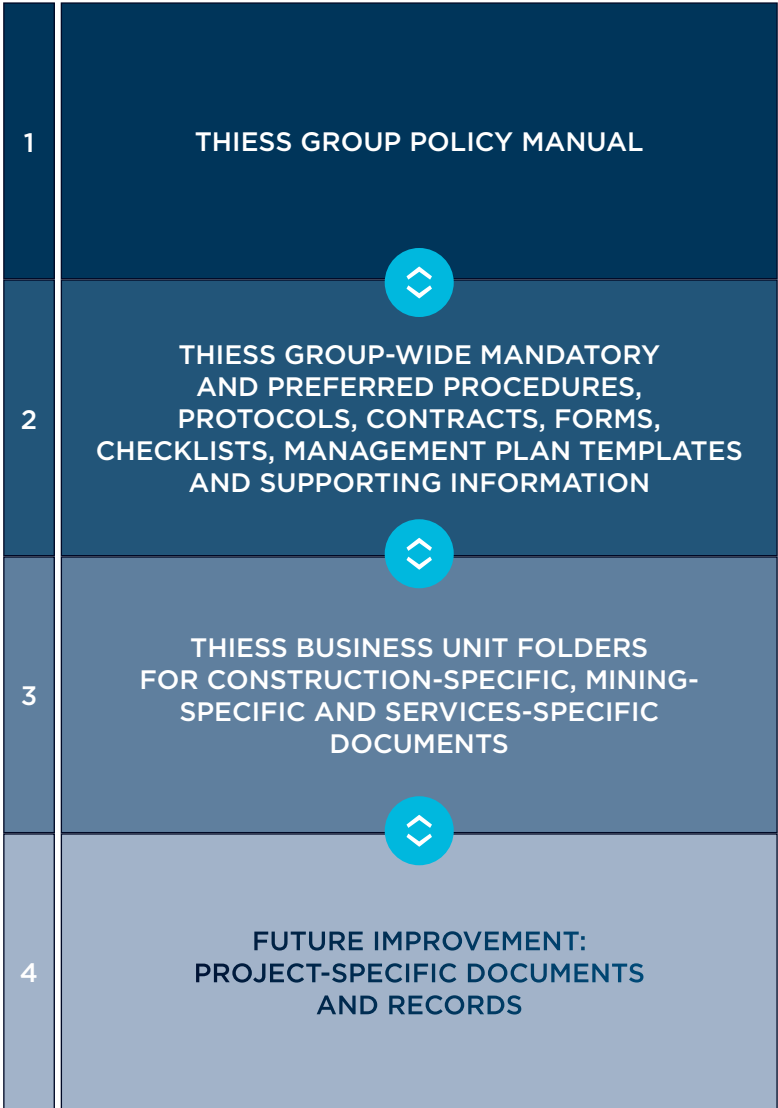 1
THIESS GROUP POLICY MANUAL
2
THIESS GROUP-WIDE MANDATORY
AND PREFERRED PROCEDURES,
PROTOCOLS, CONTRACTS, FORMS,
CHECKLISTS, MANAGEMENT PLAN TEMPLATES
AND SUPPORTING INFORMATION
3
THIESS BUSINESS UNIT FOLDERS
FOR CONSTRUCTION-SPECIFIC, MINING-
SPECIFIC AND SERVICES-SPECIFIC
DOCUMENTS
4
FUTURE IMPROVEMENT:
PROJECT-SPECIFIC DOCUMENTS
AND RECORDS